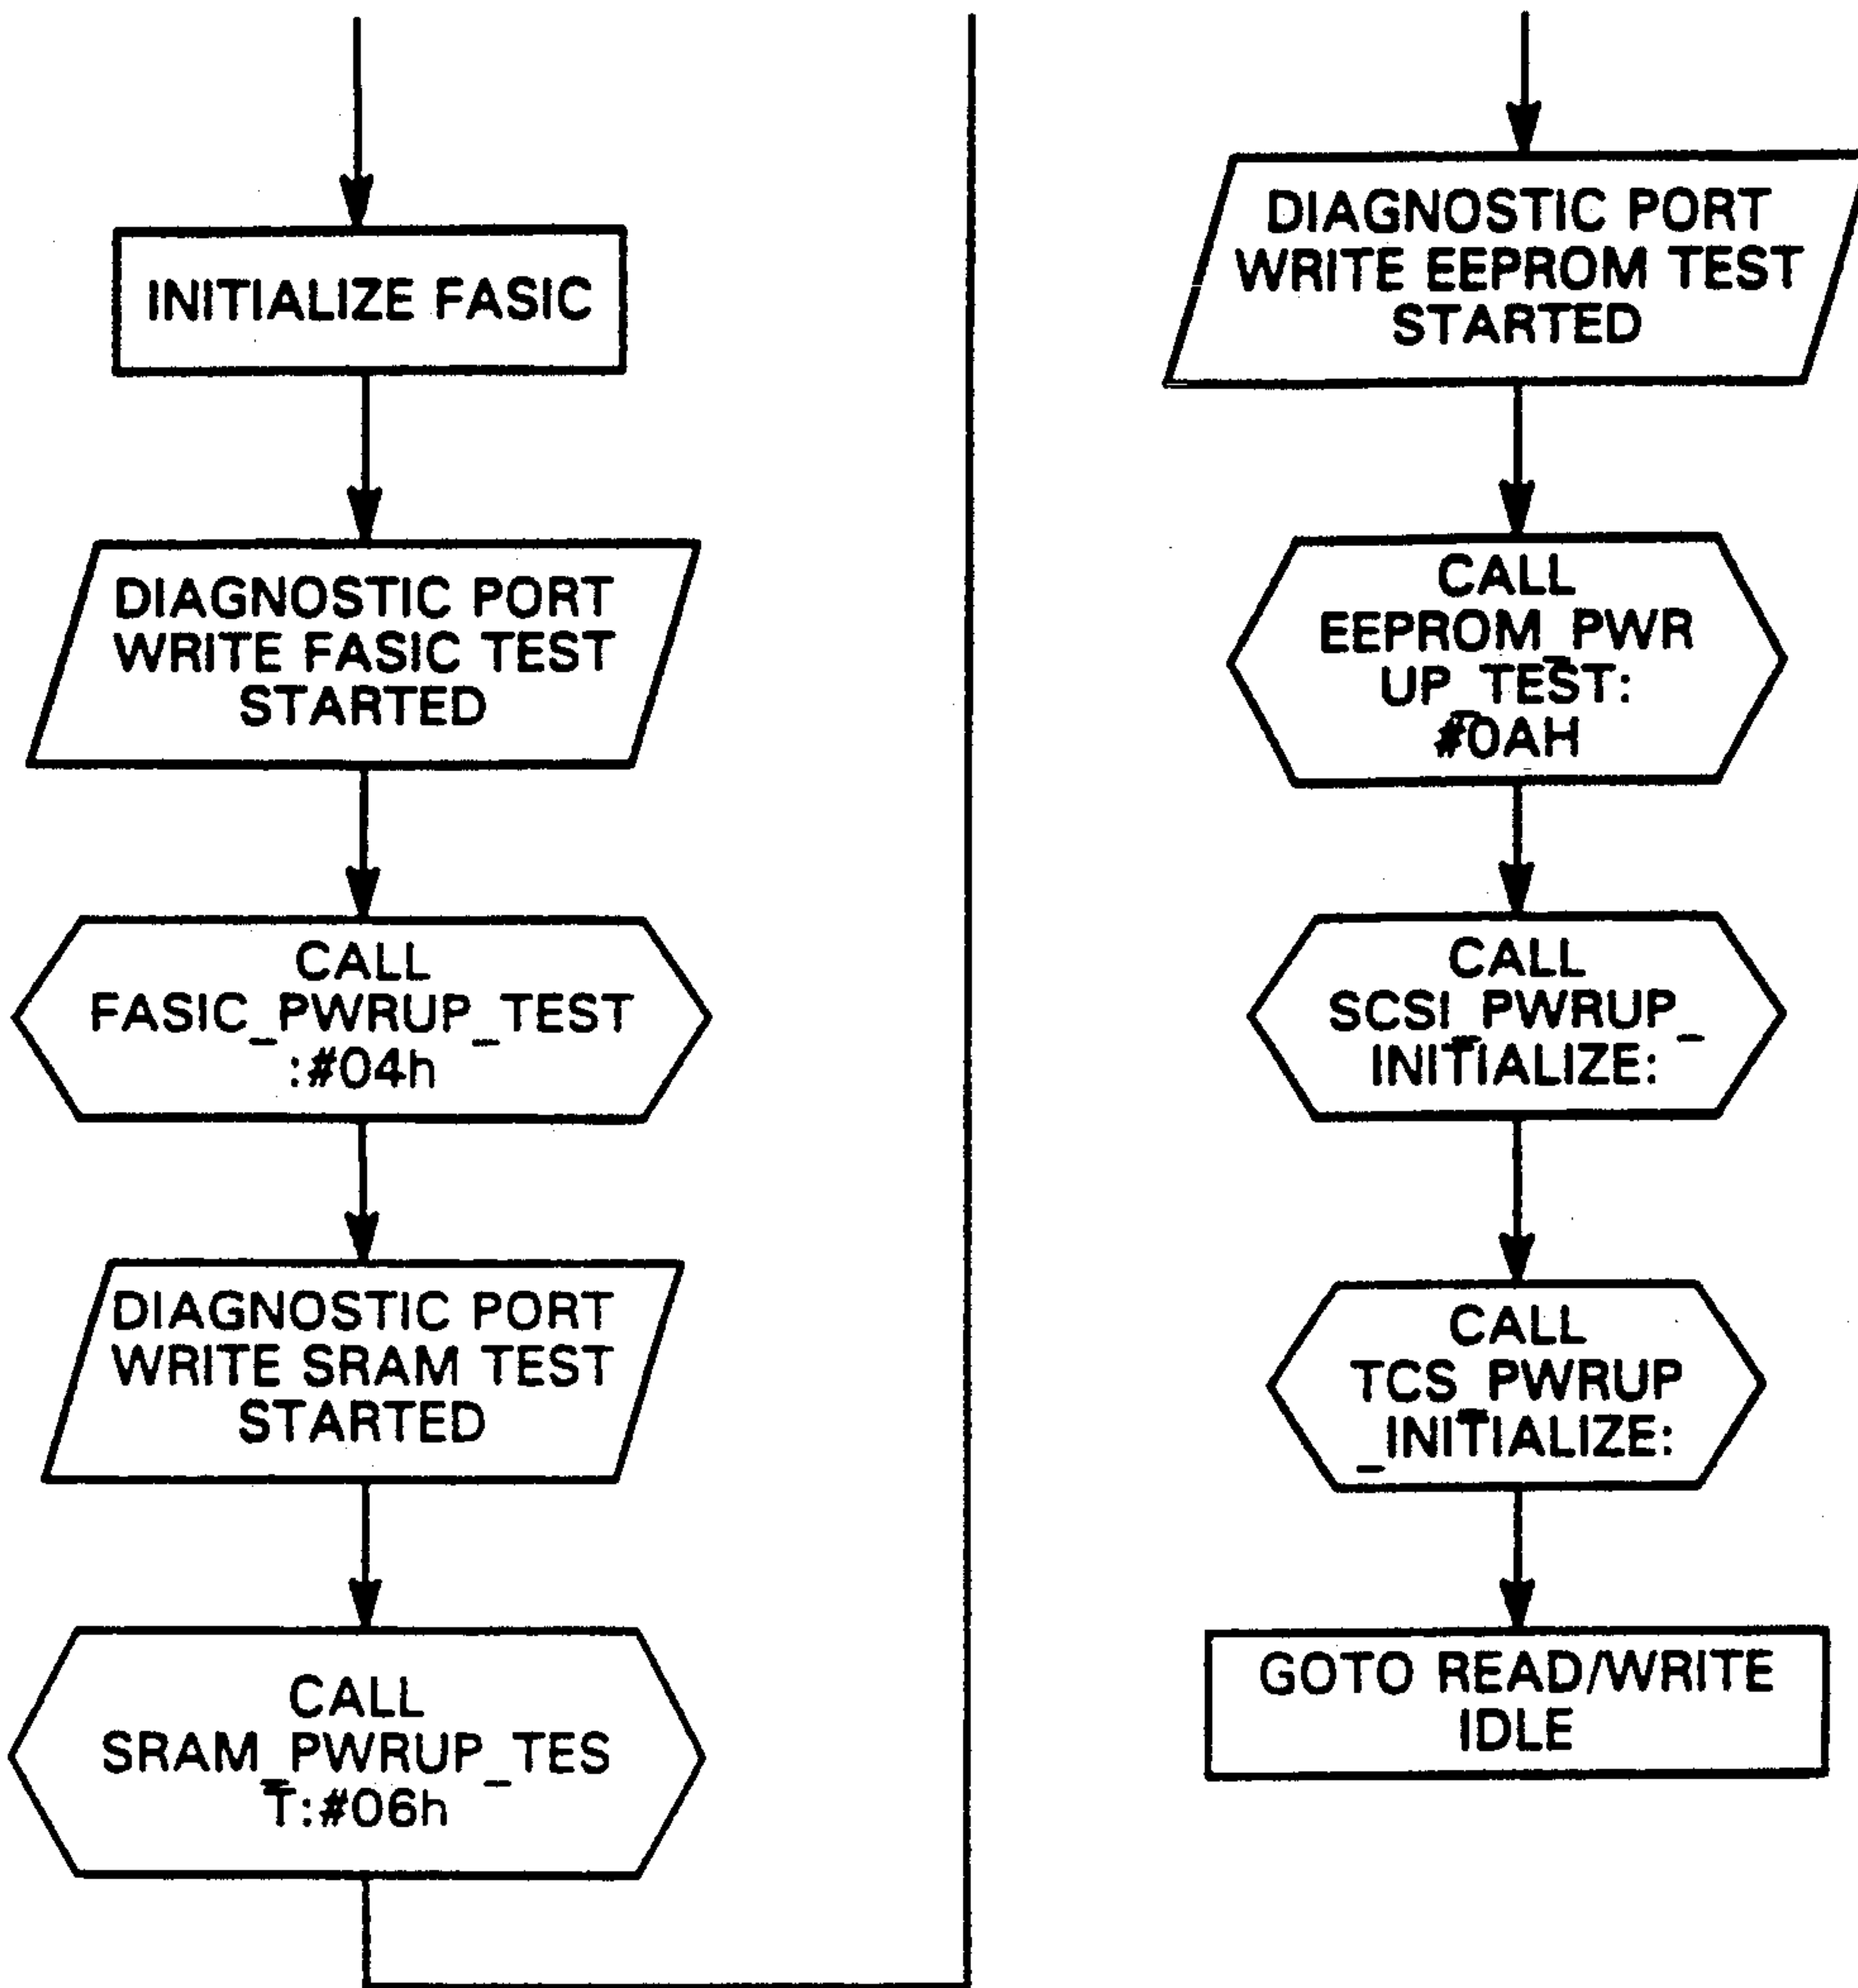 INITIALIZE FASIC
DIAGNOSTIC PORT
WRITE FASIC TEST
STARTED
CALL
FASIC_PWRUP_TEST
:#04h
DIAGNOSTIC PORT
WRITE SRAM TEST
STARTED
CALL
SRAM_PWRUP_TES
T:#06h
DIAGNOSTIC PORT
WRITE EEPROM TEST
STARTED
CALL
EEPROM_PWR
UP_TEST:
#0AH
CALL
SCSI_PWRUP_
INITIALIZE:
CALL
TCS_PWRUP
_INITIALIZE:
GOTO READ/WRITE
IDLE